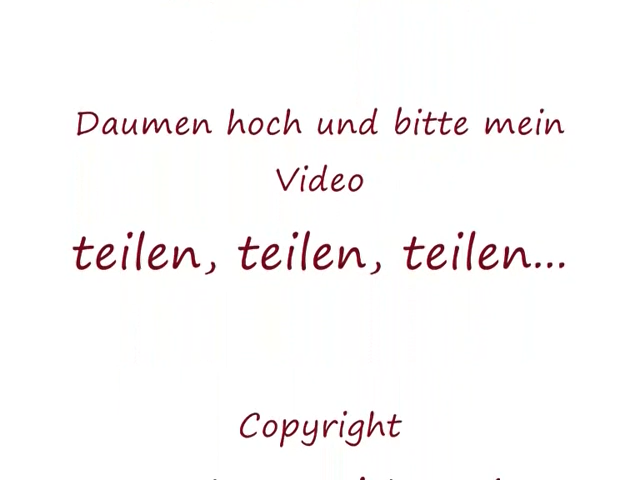 Daumen hoch und bitte mein
Video
teilen, teilen, teilen...
Copyright